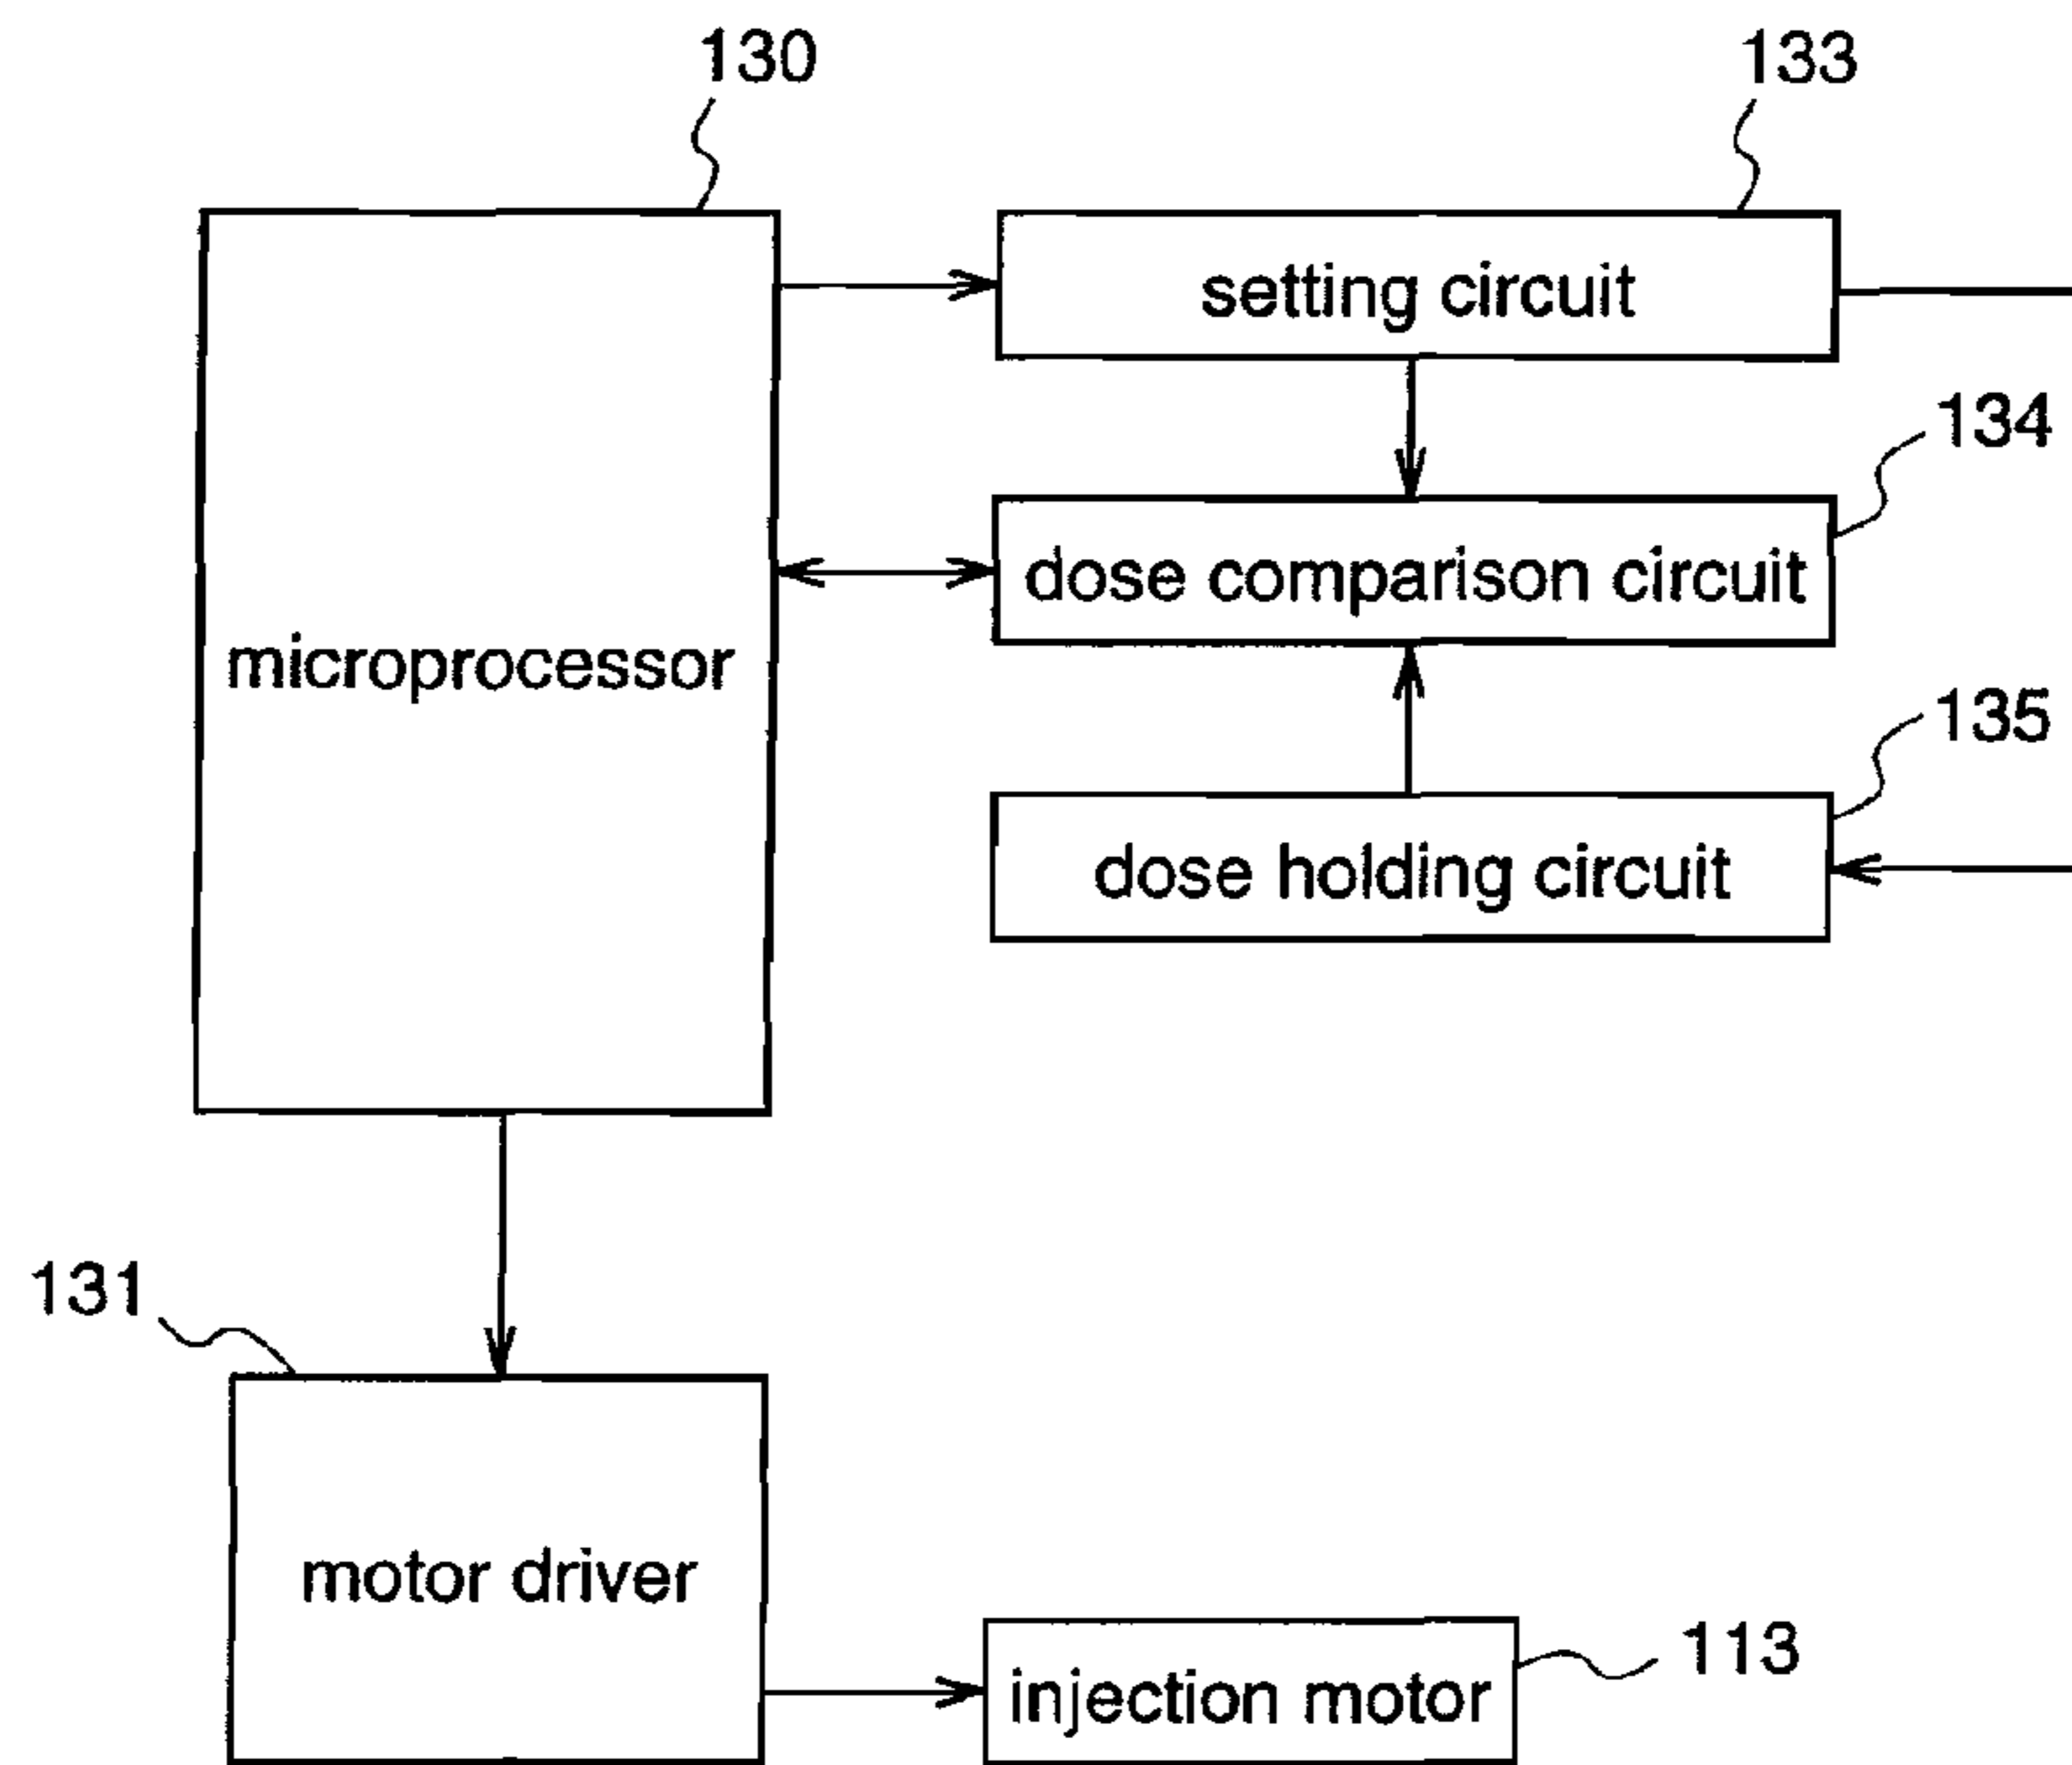 130
133
setting circuit
134
dose comparison circuit
microprocessor
135
dose holding circuit
131
motor driver
113
injection motor